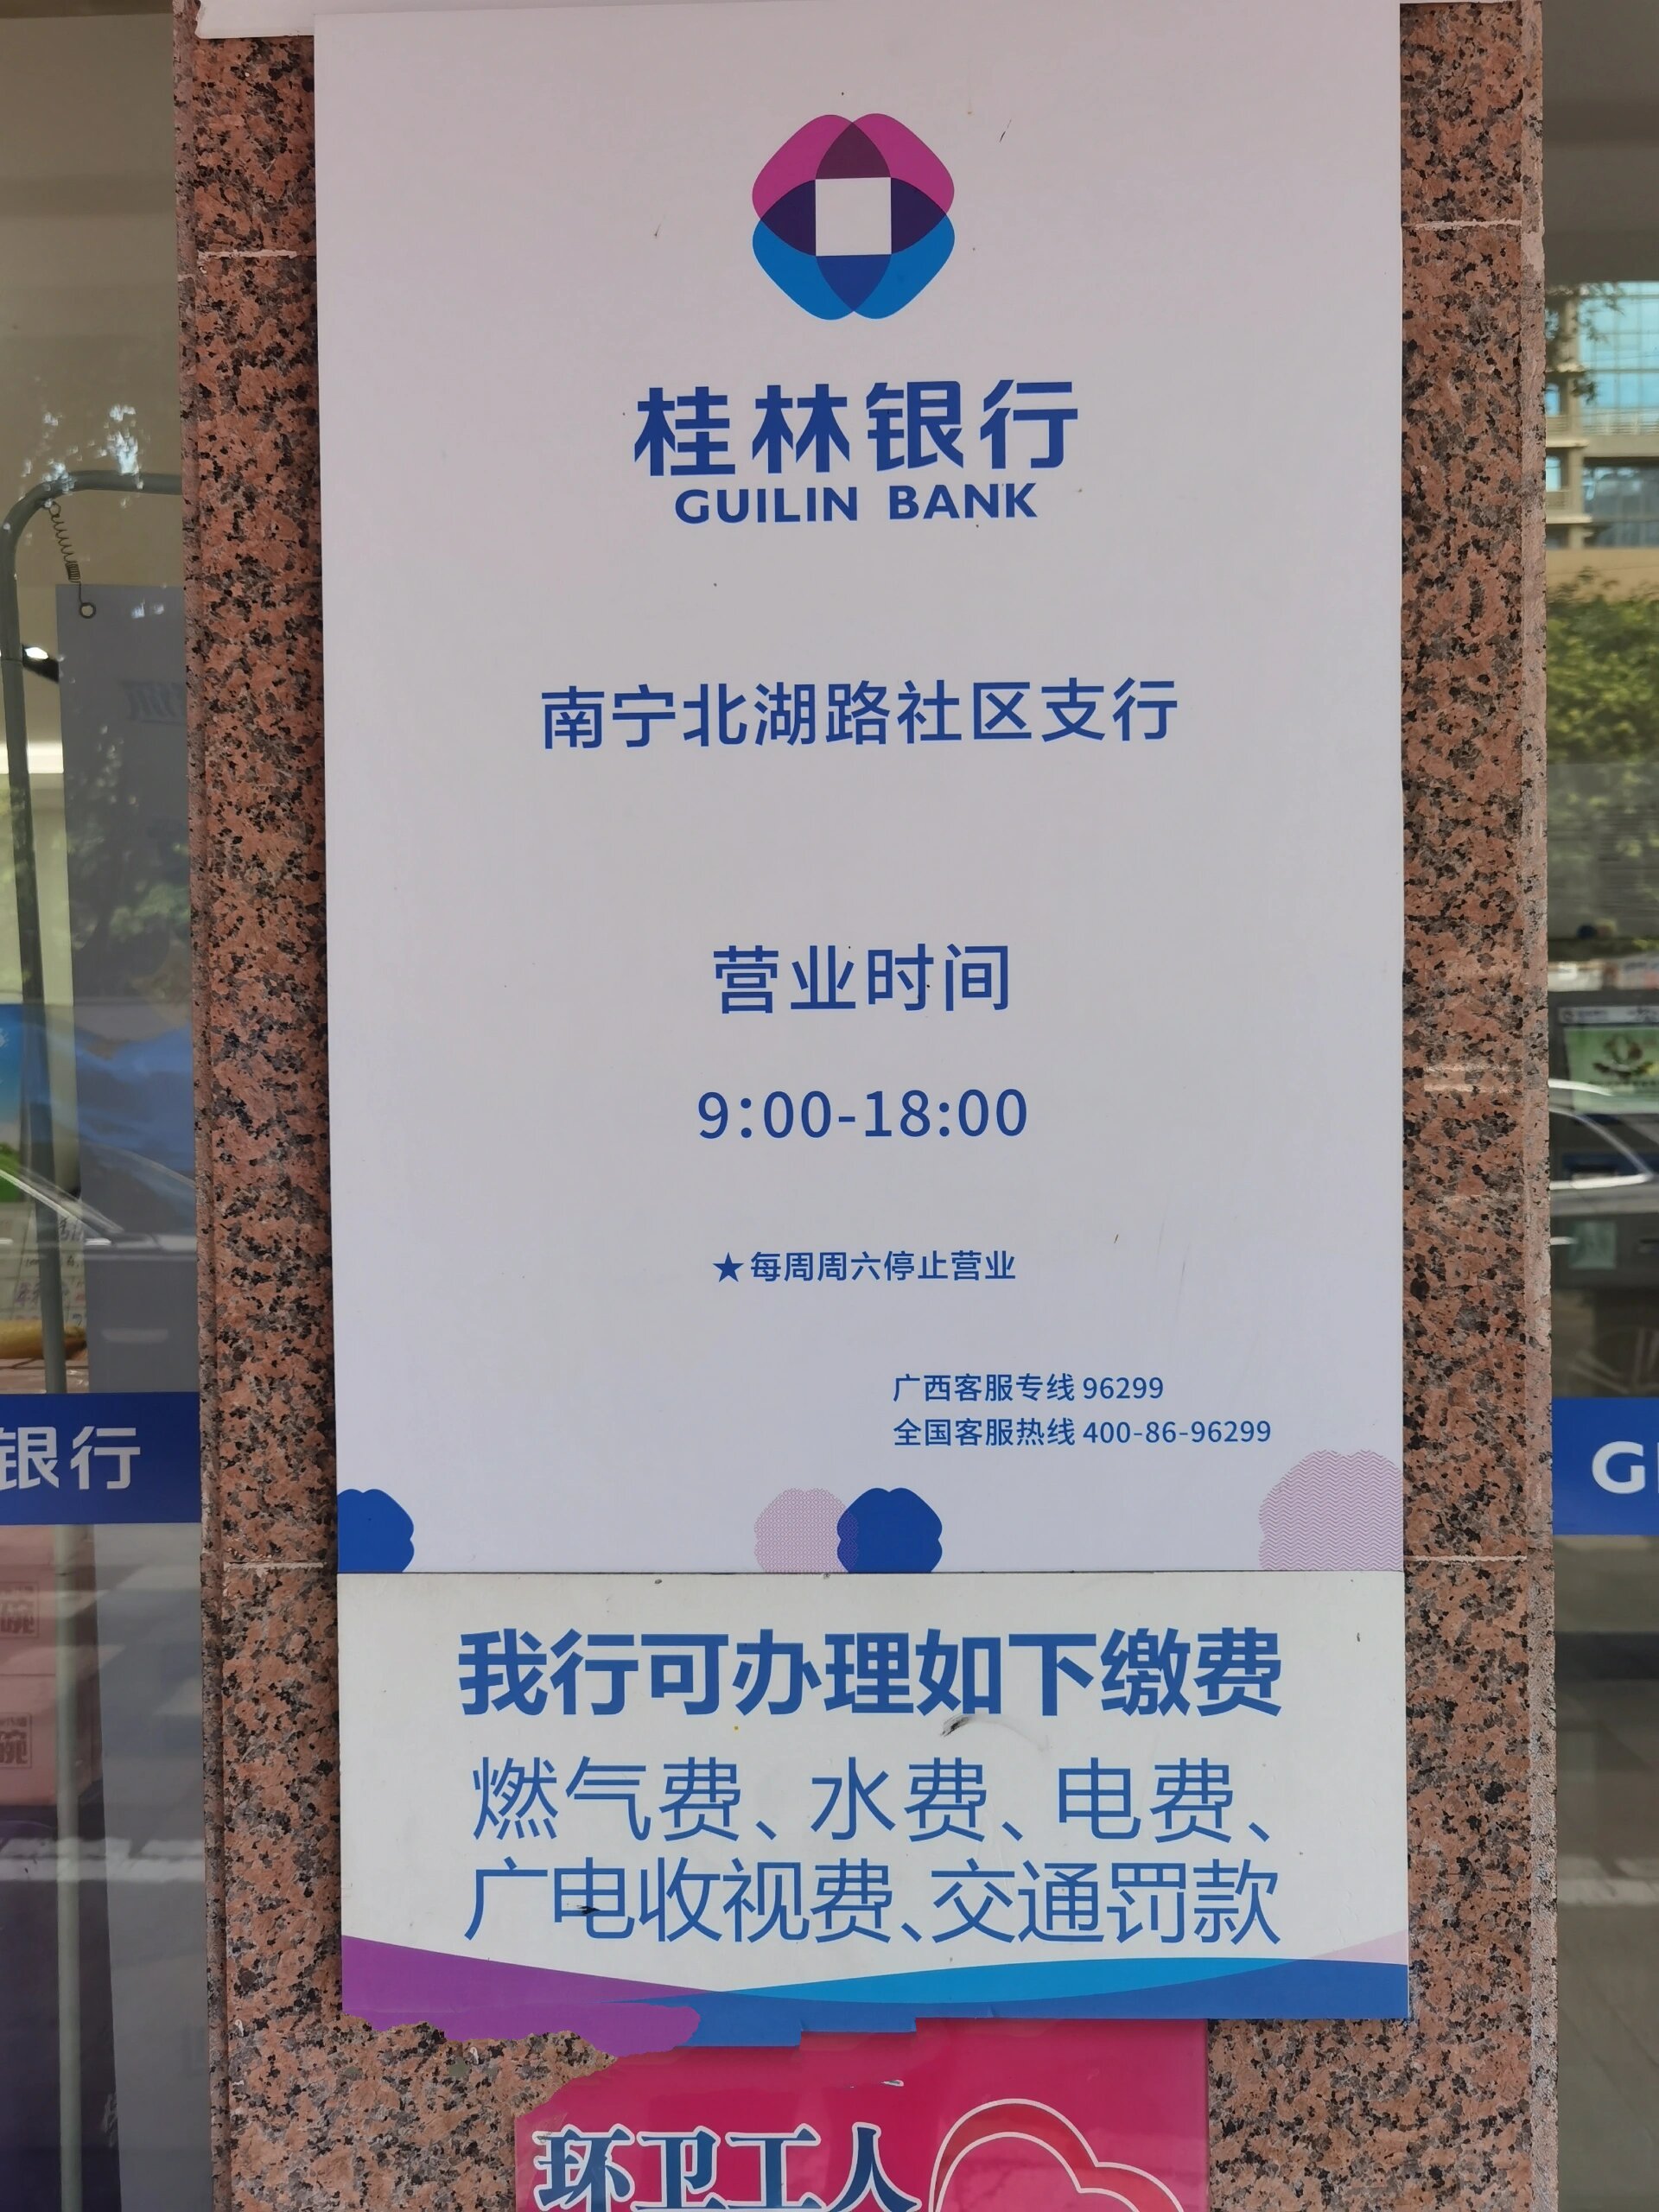 桂林银行
GUILIN BANK
南宁北湖路社区支行
营业时间
9:00-18:00
★每周周六停止营业
广西客服专线 96299
全国客服热线 400-86-96299
银行
我行可办理如下缴费
燃气费、水费、电费、
广电收视费、交通罚款
环卫工人